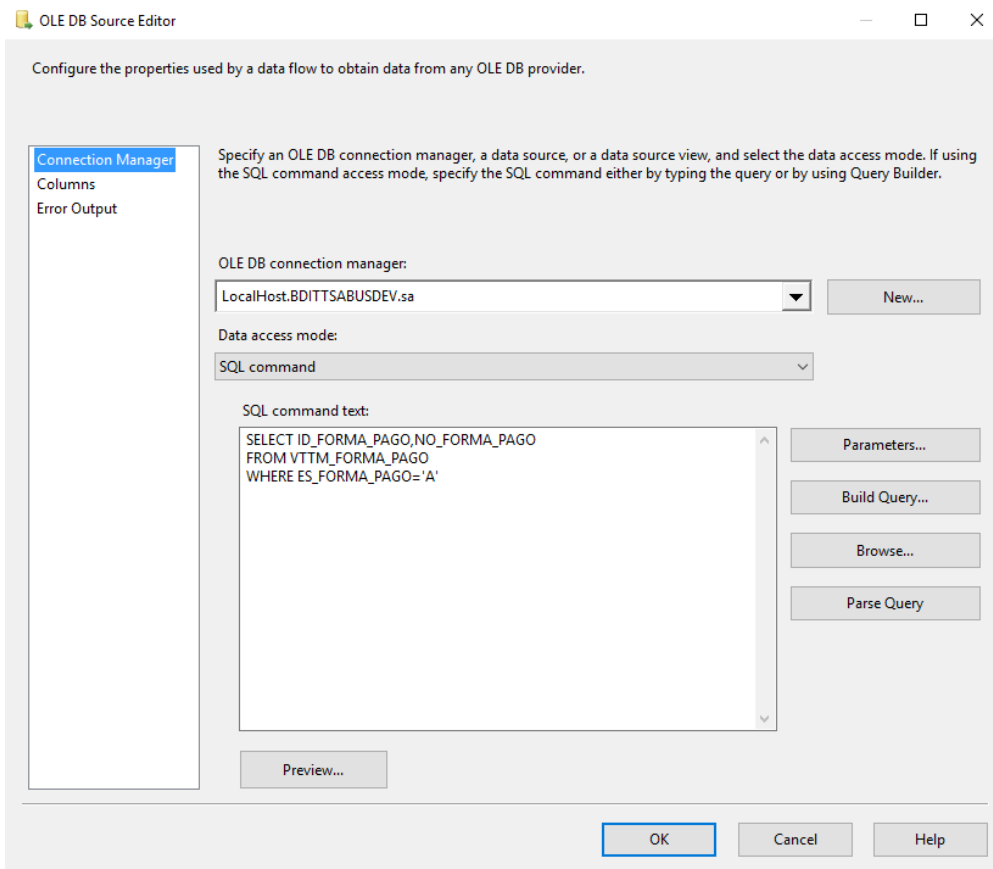 OLE DB Source Editor
Configure the properties used by a data flow to obtain data from any OLE DB provider.
Connection Manager
Columns
Error Output
Specify an OLE DB connection manager, a data source, or a data source view, and select the data access mode. If using
the SQL command access mode, specify the SQL command either by typing the query or by using Query Builder.
OLE DB connection manager:
LocalHost.BDITTSABUSDEV.sa
New...
Data access mode:
SQL command
SQL command text:
SELECT ID_FORMA_PAGO,NO_FORMA_PAGO
FROM VTTM_FORMA_PAGO
WHERE ES_FORMA_PAGO='A'
Parameters...
Build Query...
Browse...
Parse Query
Preview...
OK
Cancel
Help